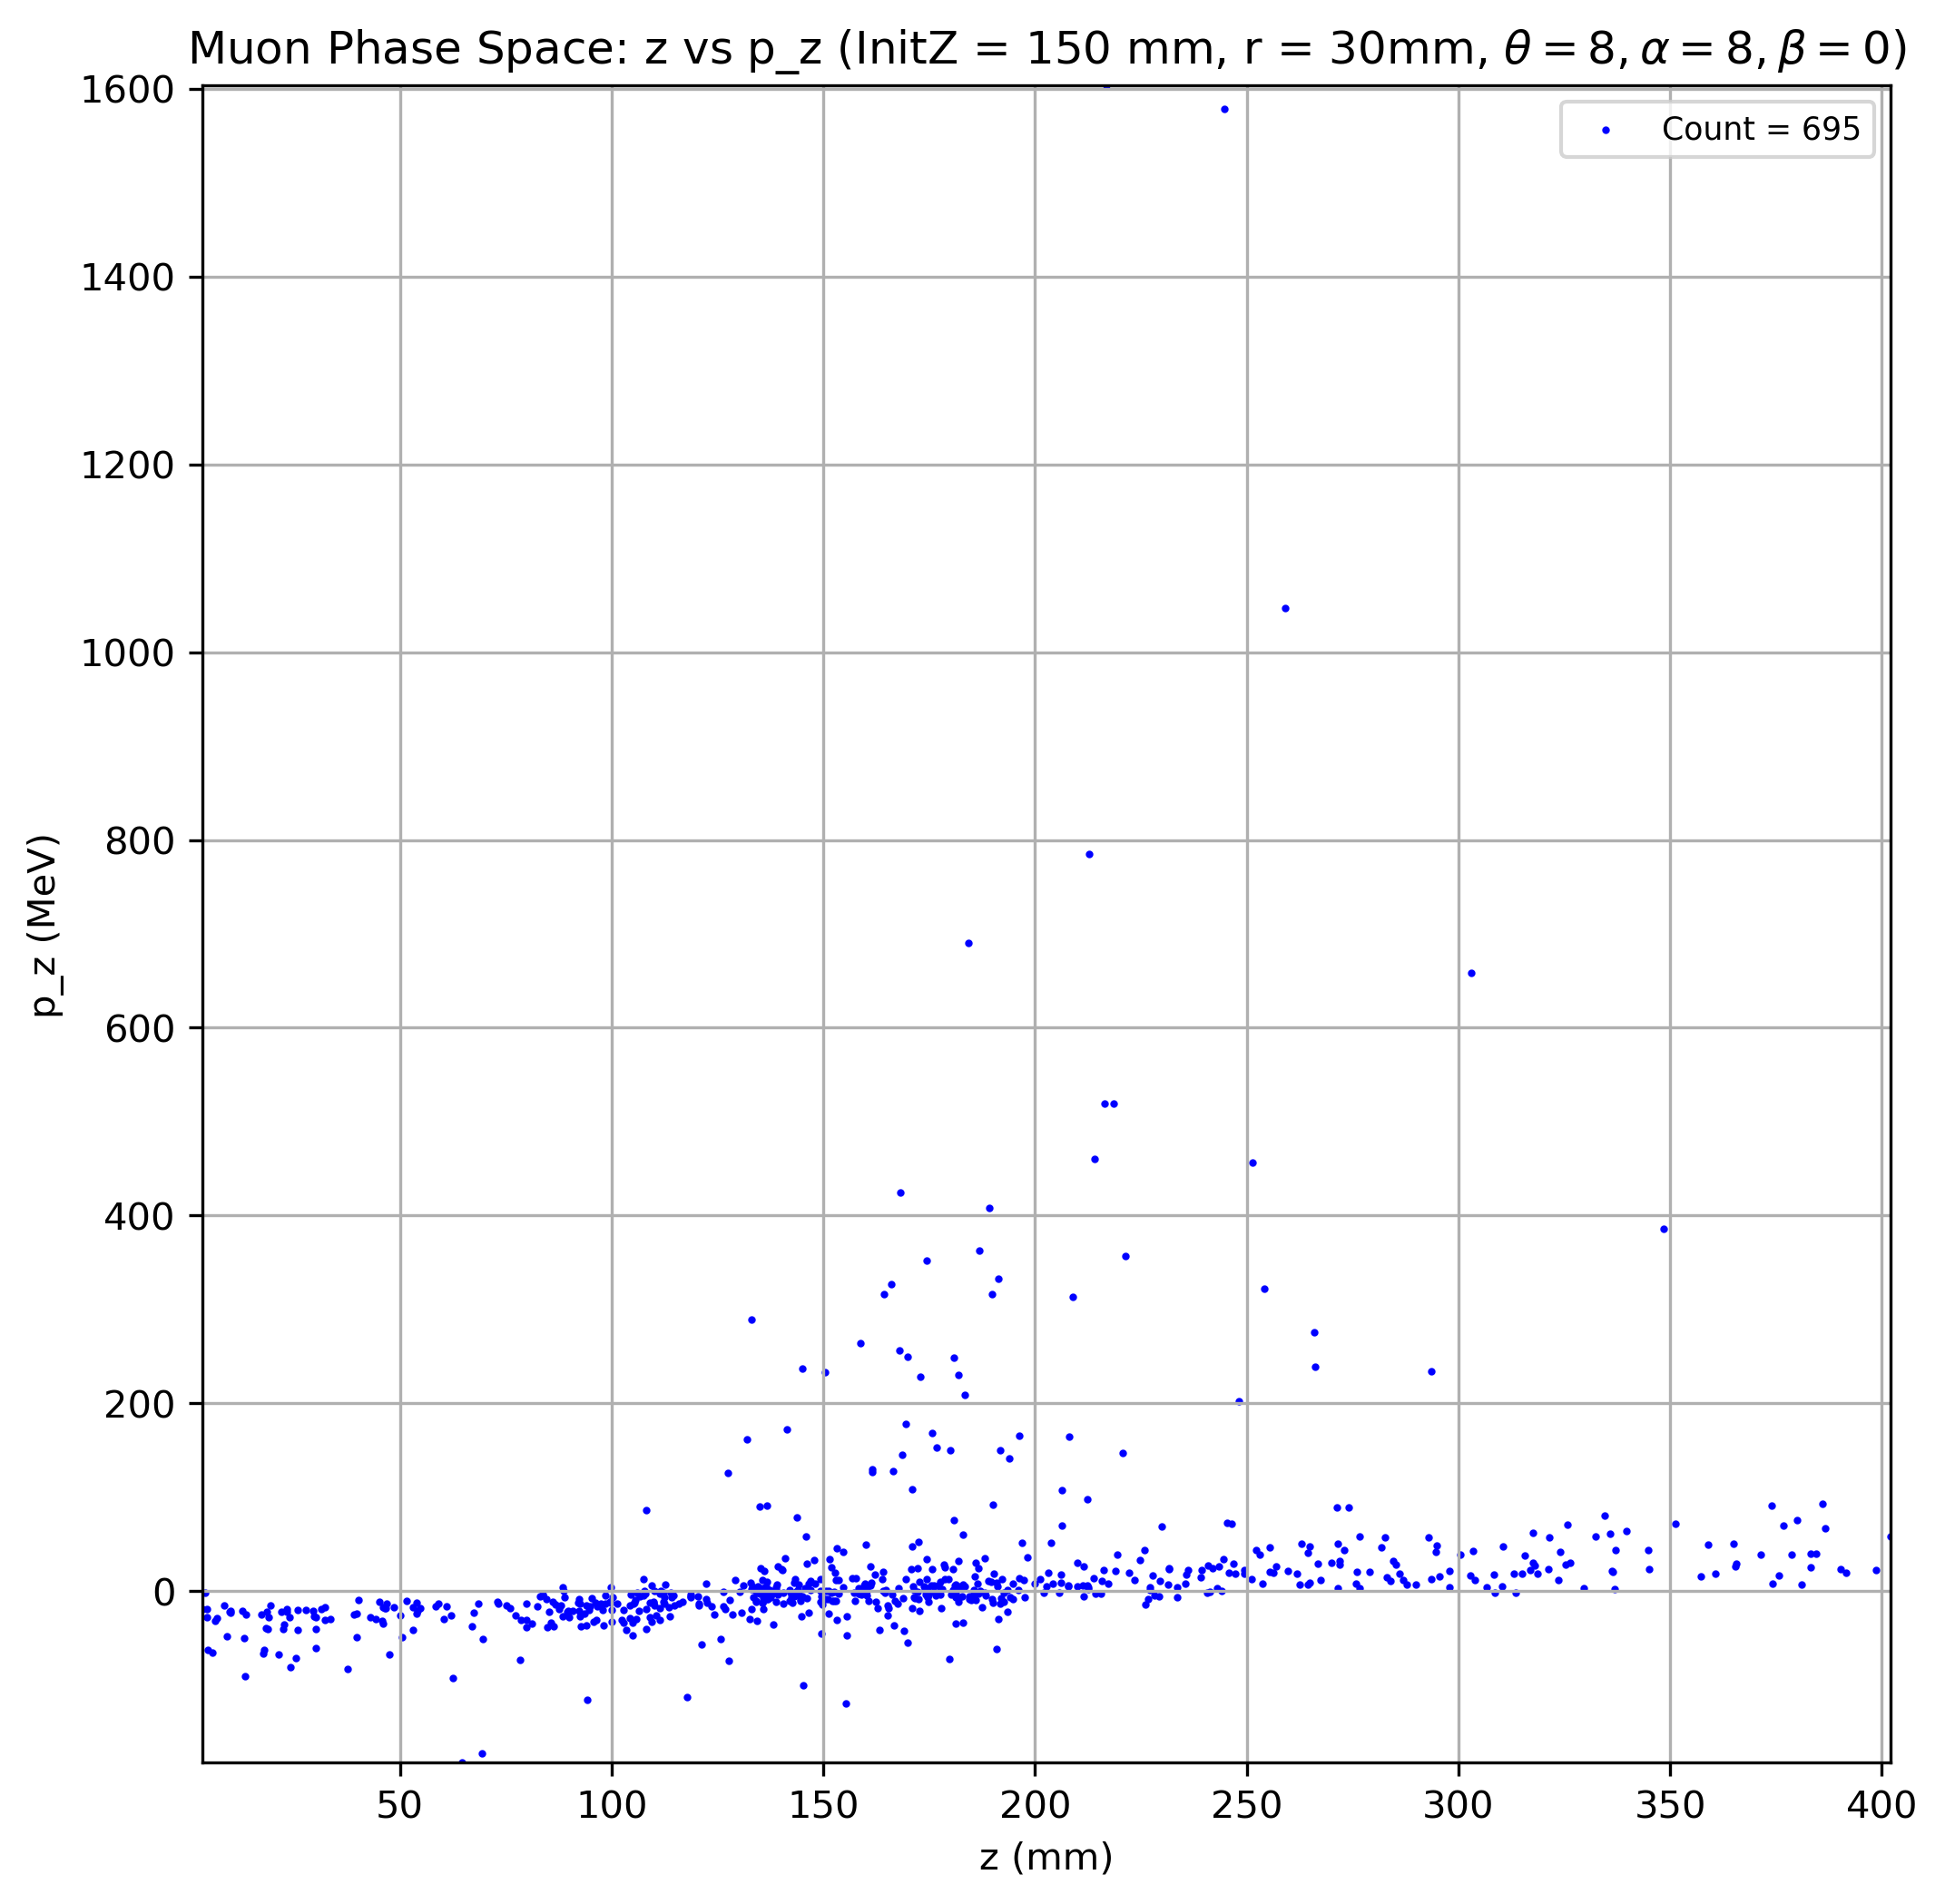 Muon Phase Space: z vs p_z (InitZ = 150 mm, r = 30mm, θ = 8, α = 8, β = 0)
1600
Count = 695
1400
1200
1000
800
600
400
200
0
p_z (MeV)
50 100 150 200 250 300 350 400
z (mm)